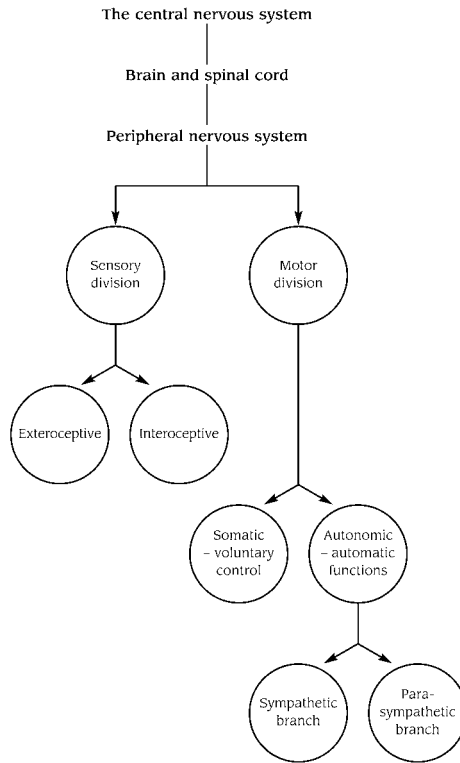 The central nervous system
Brain and spinal cord
Peripheral nervous system
Sensory
division
Motor
division
Exteroceptive
Interoceptive
Somatic
– voluntary
control
Autonomic
– automatic
functions
Sympathetic
branch
Para-
sympathetic
branch